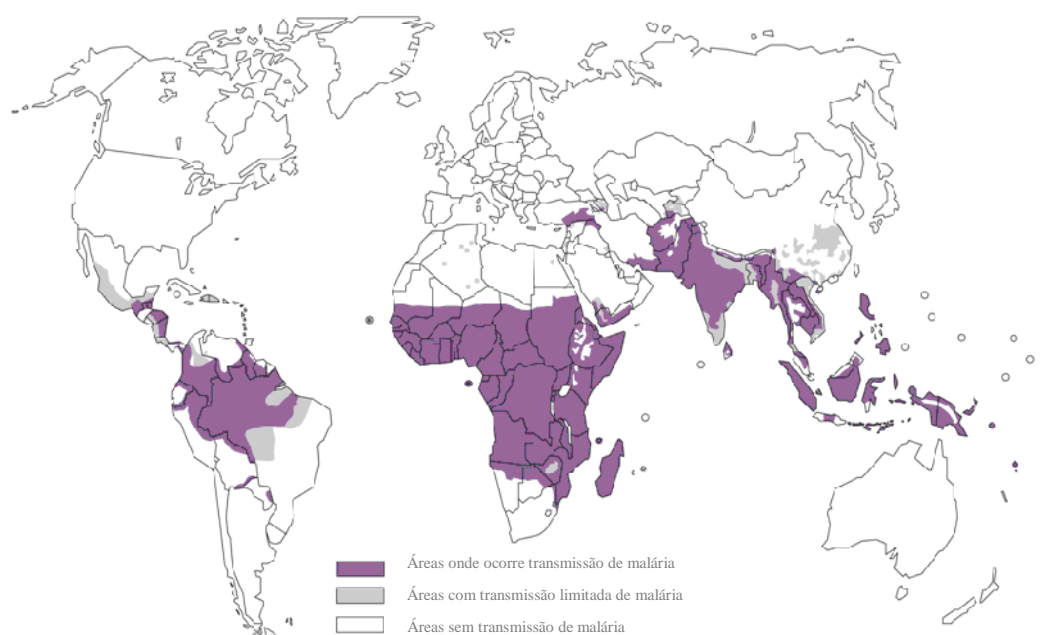 Áreas onde ocorre transmissão de malária
Áreas com transmissão limitada de malária
Áreas sem transmissão de malária